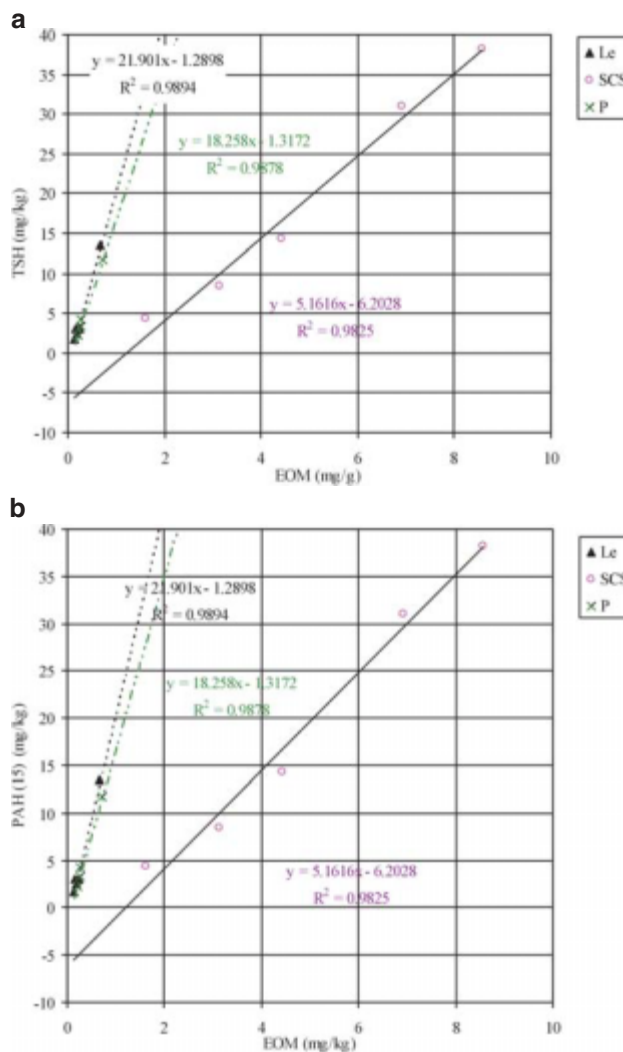 a
40
35
30
25
20
15
10
5
0
-5
-10
TSH (mg/kg)
y = 21.901x - 1.2898
R² = 0.9894
y = 18.258x - 1.3172
R² = 0.9878
y = 5.1616x - 6.2028
R² = 0.9825
0 2 4 6 8 10
EOM (mg/g)
Le
SCS
P
b
40
35
30
25
20
15
10
5
0
-5
-10
PAH (15) (mg/kg)
y = 21.901x - 1.2898
R² = 0.9894
y = 18.258x - 1.3172
R² = 0.9878
y = 5.1616x - 6.2028
R² = 0.9825
0 2 4 6 8 10
EOM (mg/kg)
Le
SCS
P